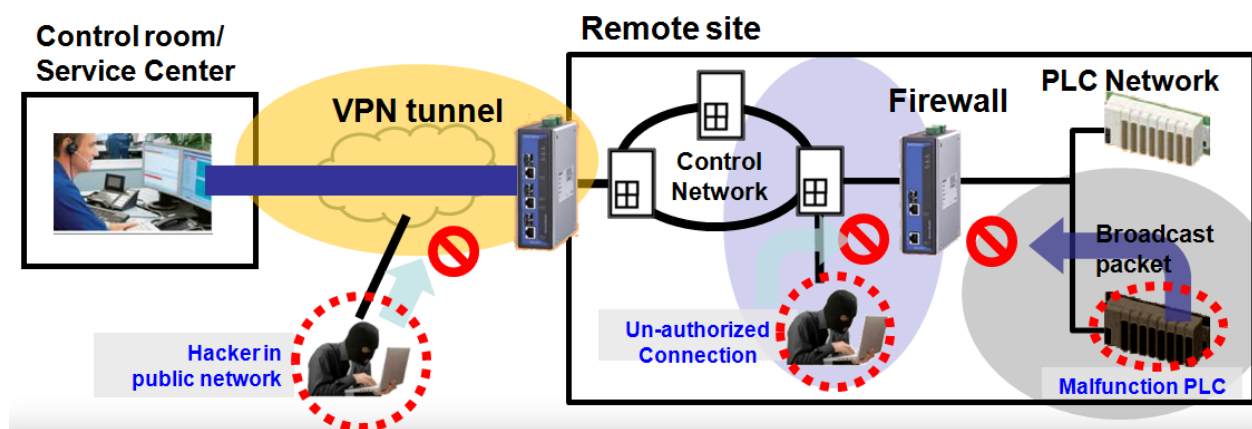 Control room/
Service Center
VPN tunnel
Remote site
Control
Network
Firewall
PLC Network
Broadcast
packet
Hacker in
public network
Un-authorized
Connection
Malfunction PLC